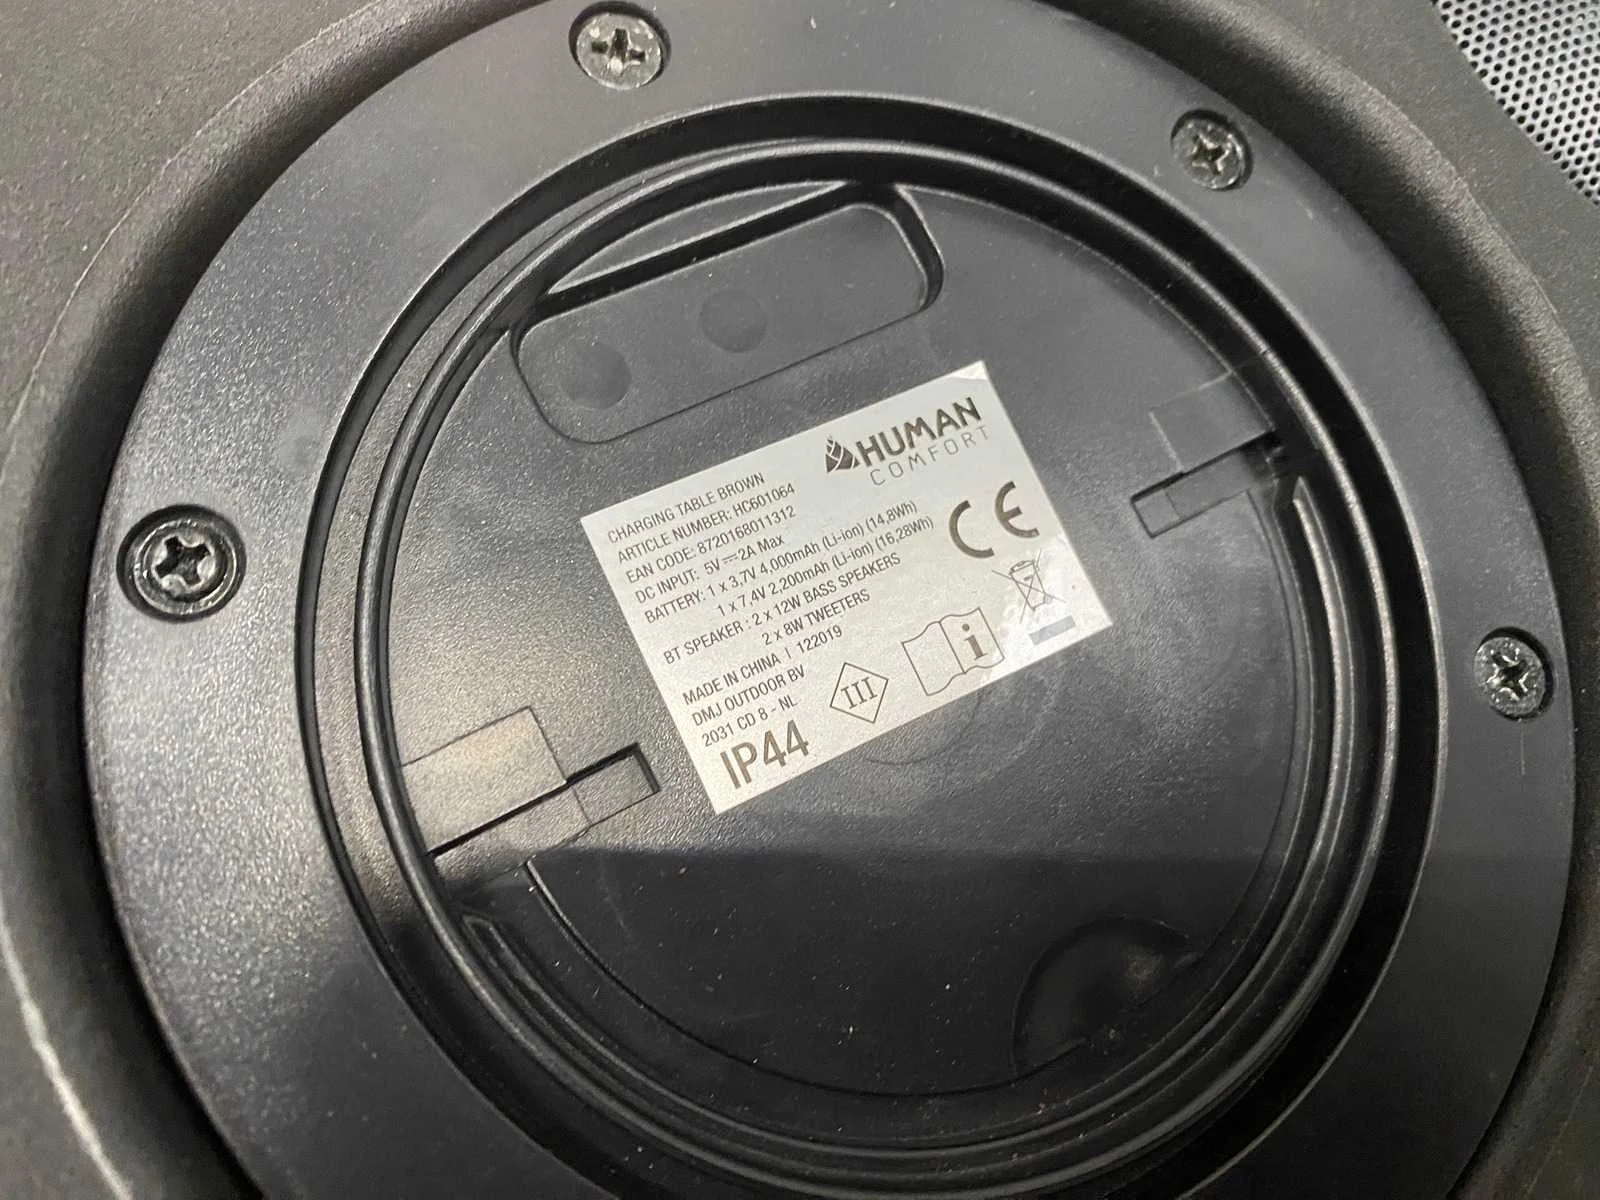 HUMAN
COMFORT
CHARGING TABLE BROWN
ARTICLE NUMBER: HC601064
EAN CODE: 8720168011312
DC INPUT: 5V ⎓ 2A Max
BATTERY: 1 x 3,7V 4,000mAh (Li-ion) (14,8Wh)
1 x 7,4V 2,200mAh (Li-ion) (16,28Wh)
BT SPEAKER : 2 x 12W BASS SPEAKERS
2 x 8W TWEETERS
CE
MADE IN CHINA | 122019
DMJ OUTDOOR BV
2031 CD 8 - NL
IP44
III
i